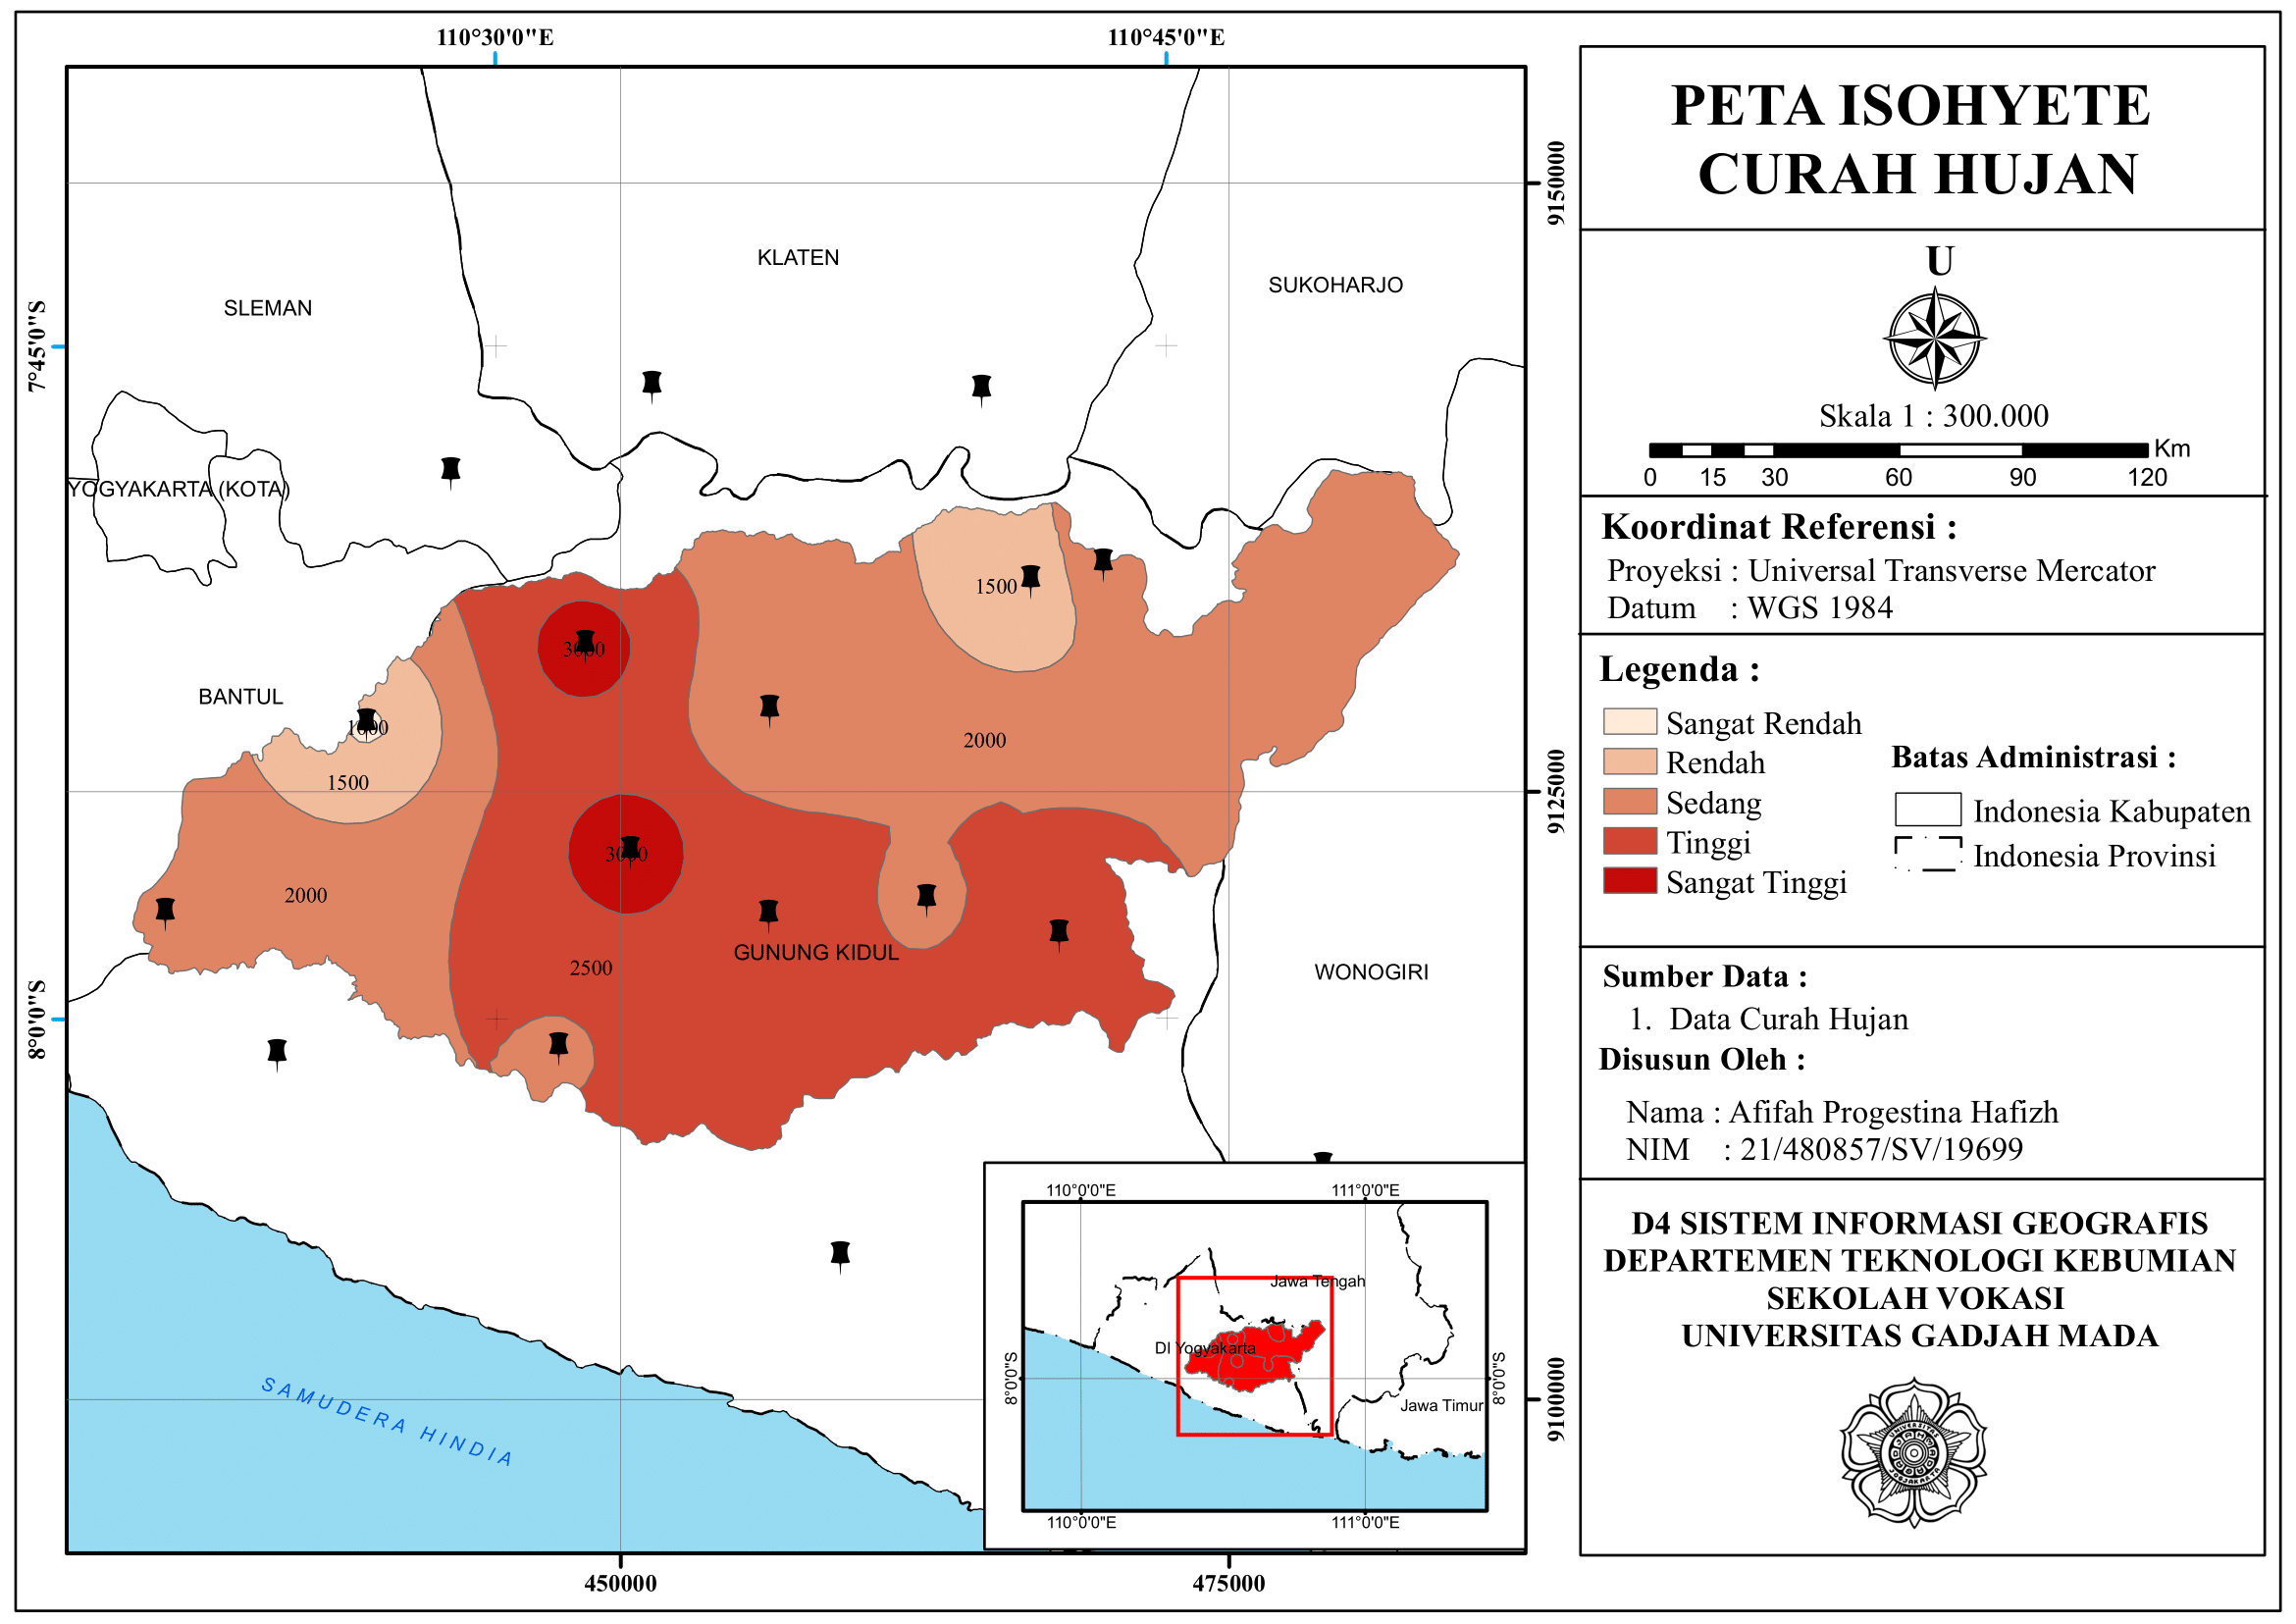 110°30'0"E
110°45'0"E
7°45'0"S
8°0'0"S
9150000
9125000
9100000
450000
475000
KLATEN
SUKOHARJO
SLEMAN
YOGYAKARTA (KOTA)
BANTUL
GUNUNG KIDUL
WONOGIRI
SAMUDERA HINDIA
1500
3000
1000
2000
1500
3000
2000
2500
110°0'0"E
111°0'0"E
Jawa Tengah
DI Yogyakarta
Jawa Timur
8°0'0"S
8°0'0"S
110°0'0"E
111°0'0"E
PETA ISOHYETE
CURAH HUJAN
U
Skala 1 : 300.000
Km
0 15 30 60 90 120
Koordinat Referensi :
Proyeksi : Universal Transverse Mercator
Datum : WGS 1984
Legenda :
Sangat Rendah
Rendah
Sedang
Tinggi
Sangat Tinggi
Batas Administrasi :
Indonesia Kabupaten
Indonesia Provinsi
Sumber Data :
1. Data Curah Hujan
Disusun Oleh :
Nama : Afifah Progestina Hafizh
NIM : 21/480857/SV/19699
D4 SISTEM INFORMASI GEOGRAFIS
DEPARTEMEN TEKNOLOGI KEBUMIAN
SEKOLAH VOKASI
UNIVERSITAS GADJAH MADA